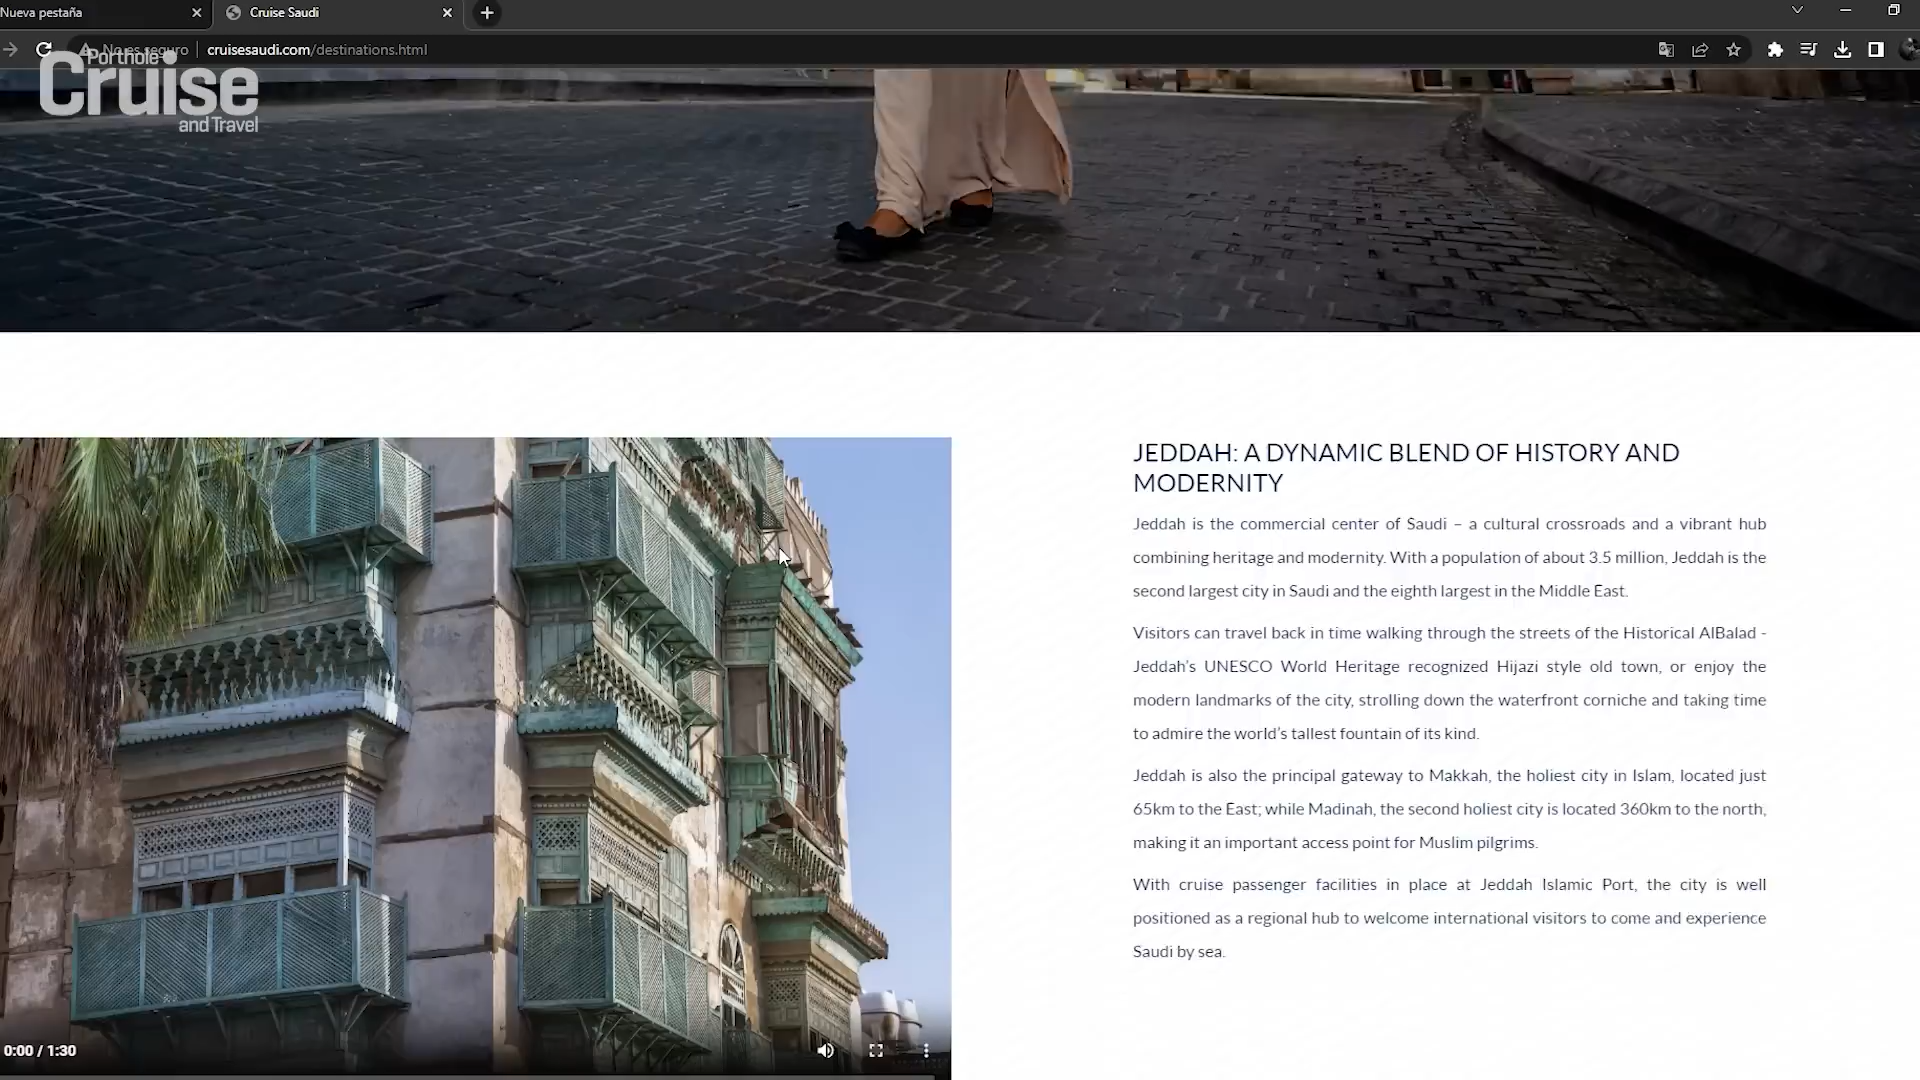 Nueva pestaña
Cruise Saudi
No es seguro
cruisesaudi.com/destinations.html
Porthole
Cruise
and Travel
JEDDAH: A DYNAMIC BLEND OF HISTORY AND
MODERNITY
Jeddah is the commercial center of Saudi – a cultural crossroads and a vibrant hub
combining heritage and modernity. With a population of about 3.5 million, Jeddah is the
second largest city in Saudi and the eighth largest in the Middle East.
Visitors can travel back in time walking through the streets of the Historical AlBalad -
Jeddah’s UNESCO World Heritage recognized Hijazi style old town, or enjoy the
modern landmarks of the city, strolling down the waterfront corniche and taking time
to admire the world’s tallest fountain of its kind.
Jeddah is also the principal gateway to Makkah, the holiest city in Islam, located just
65km to the East; while Madinah, the second holiest city is located 360km to the north,
making it an important access point for Muslim pilgrims.
With cruise passenger facilities in place at Jeddah Islamic Port, the city is well
positioned as a regional hub to welcome international visitors to come and experience
Saudi by sea.
0:00 / 1:30